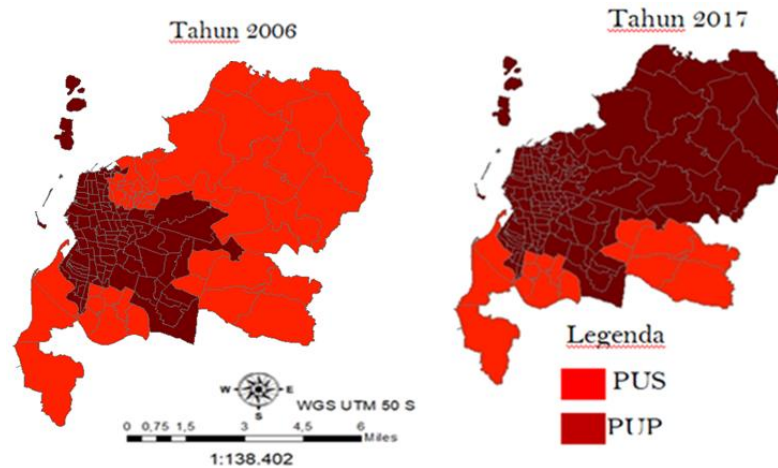 Tahun 2006
Tahun 2017
Legenda
PUS
PUP
W E
S
WGS UTM 50 S
0 0,75 1,5 3 4,5 6
Miles
1:138.402